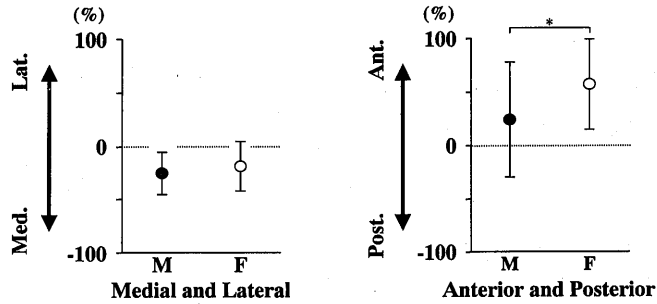 (%)
100
Lat.
0
Med.
-100
M F
Medial and Lateral
(%)
100
*
Ant.
0
Post.
-100
M F
Anterior and Posterior